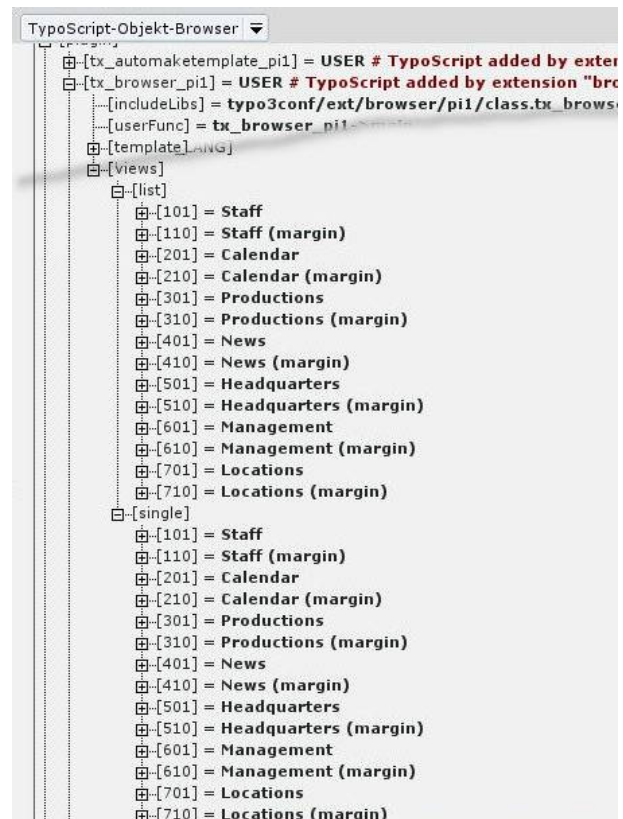 TypoScript-Objekt-Browser
[tx_automaketemplate_pi1] = USER # TypoScript added by exten
[tx_browser_pi1] = USER # TypoScript added by extension "bro
[includeLibs] = typo3conf/ext/browser/pi1/class.tx_browse
[userFunc] = tx_browser_pi1
[template]
[views]
[list]
[101] = Staff
[110] = Staff (margin)
[201] = Calendar
[210] = Calendar (margin)
[301] = Productions
[310] = Productions (margin)
[401] = News
[410] = News (margin)
[501] = Headquarters
[510] = Headquarters (margin)
[601] = Management
[610] = Management (margin)
[701] = Locations
[710] = Locations (margin)
[single]
[101] = Staff
[110] = Staff (margin)
[201] = Calendar
[210] = Calendar (margin)
[301] = Productions
[310] = Productions (margin)
[401] = News
[410] = News (margin)
[501] = Headquarters
[510] = Headquarters (margin)
[601] = Management
[610] = Management (margin)
[701] = Locations
[710] = Locations (margin)